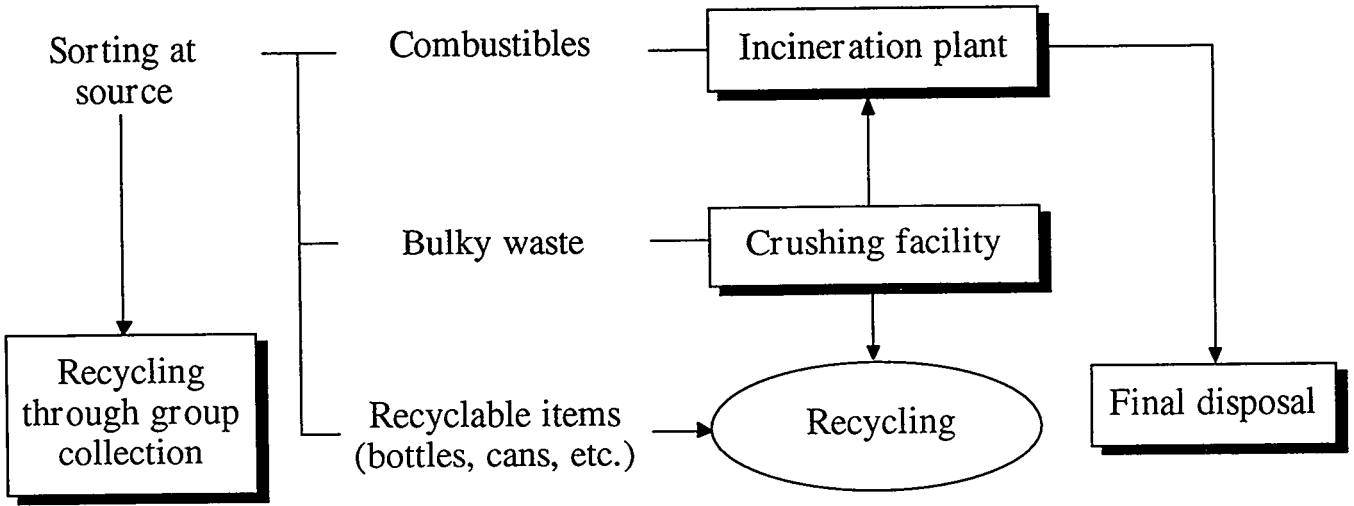 Sorting at
source
Combustibles
Incineration plant
Bulky waste
Crushing facility
Recycling
through group
collection
Recyclable items
(bottles, cans, etc.)
Recycling
Final disposal